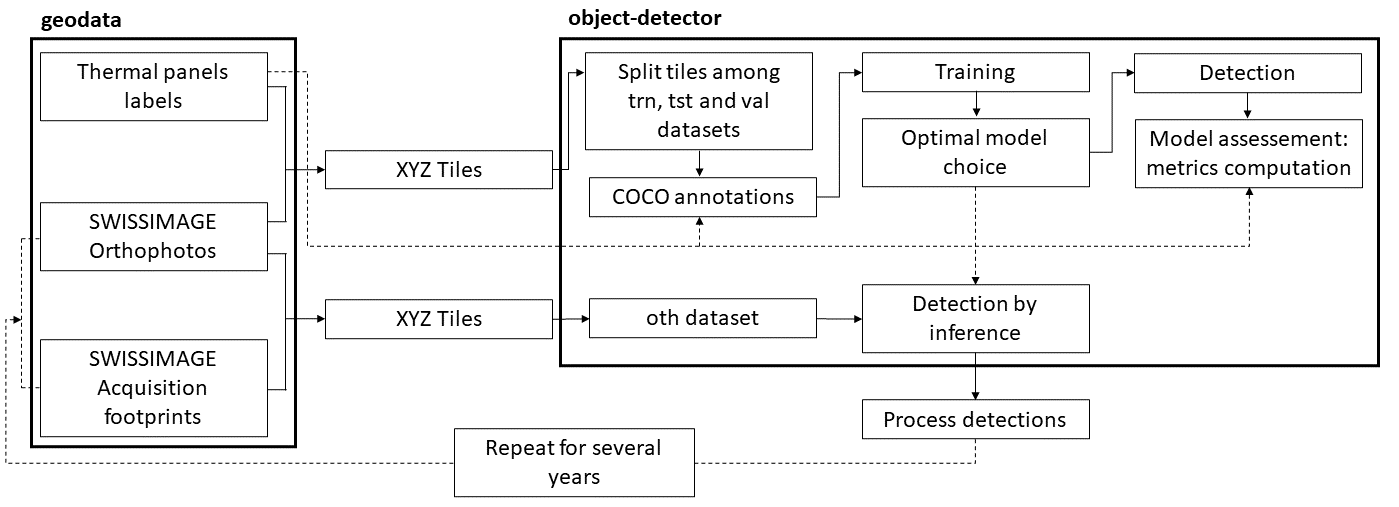 geodata
Thermal panels
labels
SWISSIMAGE
Orthophotos
SWISSIMAGE
Acquisition
footprints
XYZ Tiles
XYZ Tiles
object-detector
Split tiles among
trn, tst and val
datasets
COCO annotations
Training
Optimal model
choice
Detection
Model assessement:
metrics computation
oth dataset
Detection by
inference
Process detections
Repeat for several
years